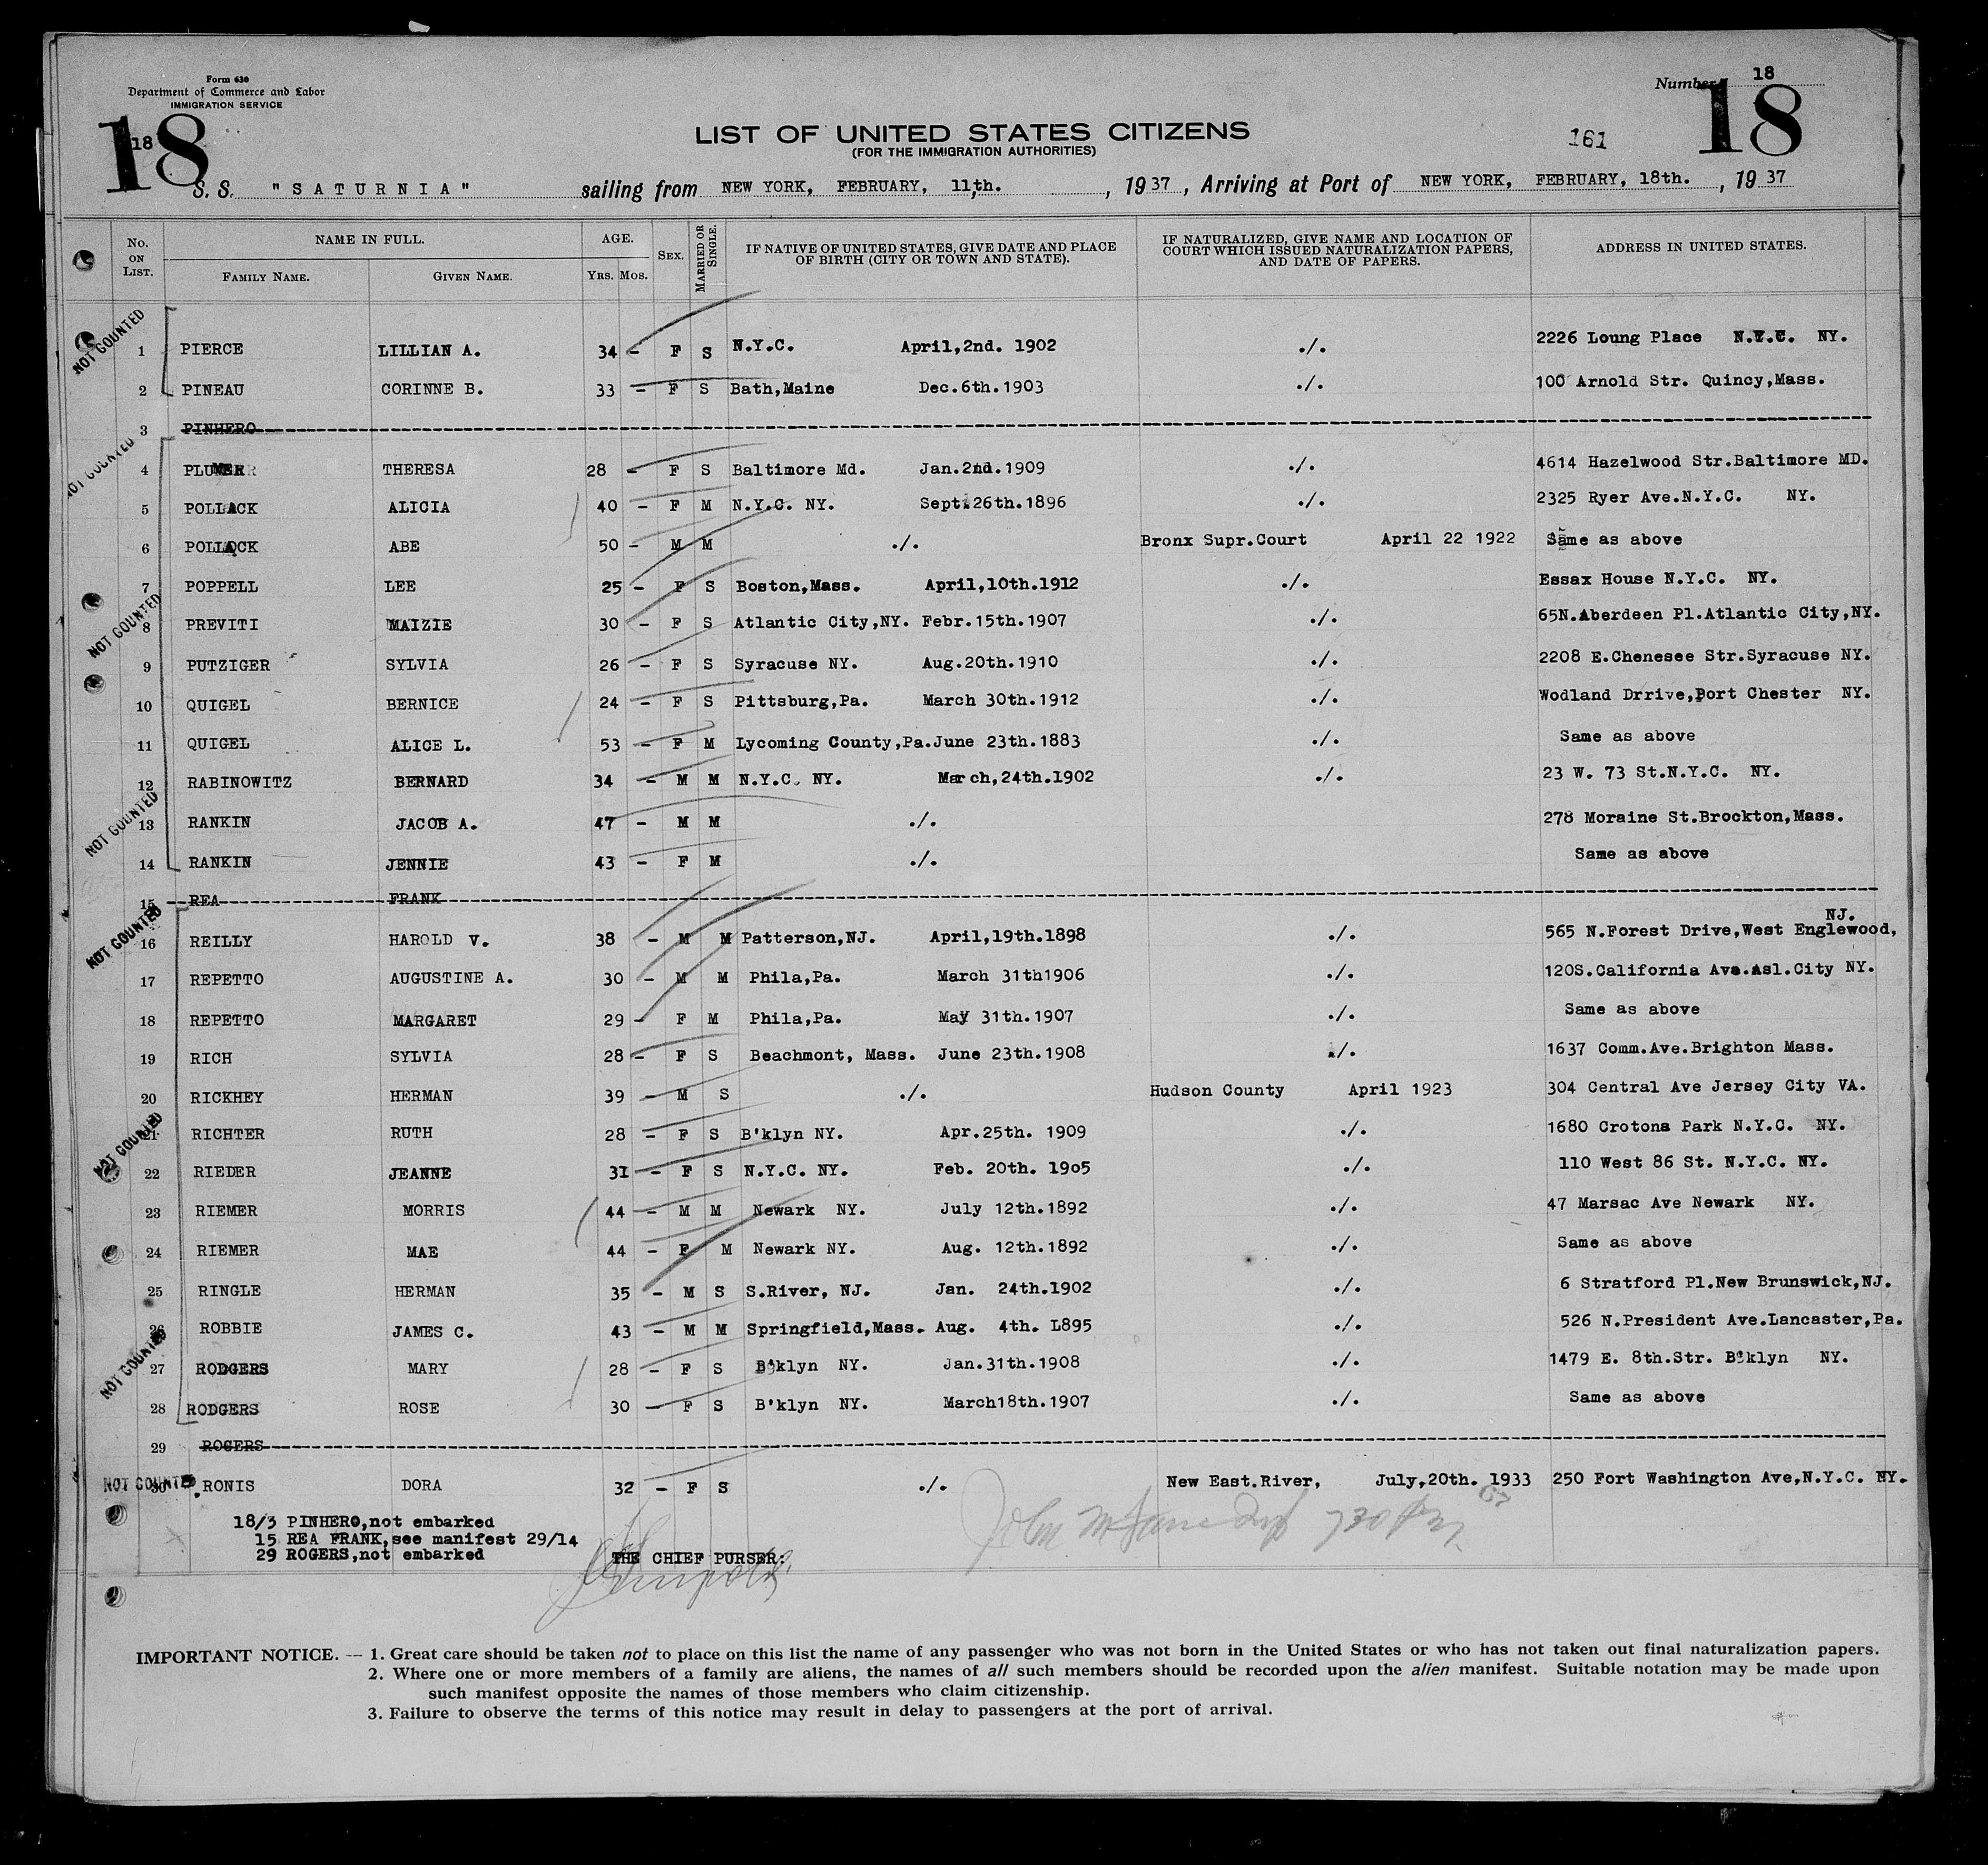 Form 630
Department of Commerce and Labor
IMMIGRATION SERVICE
Number 18
18
18
18
LIST OF UNITED STATES CITIZENS
(FOR THE IMMIGRATION AUTHORITIES)
161
S. S. "SATURNIA" sailing from NEW YORK, FEBRUARY, 11,th. , 1937 , Arriving at Port of NEW YORK, FEBRUARY, 18th. , 1937
No. ON LIST. NAME IN FULL. FAMILY NAME. GIVEN NAME. AGE. YRS. MOS. SEX. MARRIED OR SINGLE. IF NATIVE OF UNITED STATES, GIVE DATE AND PLACE OF BIRTH (CITY OR TOWN AND STATE). IF NATURALIZED, GIVE NAME AND LOCATION OF COURT WHICH ISSUED NATURALIZATION PAPERS, AND DATE OF PAPERS. ADDRESS IN UNITED STATES.
NOT COUNTED
1 PIERCE LILLIAN A. 34 - F S N.Y.C. April,2nd. 1902 ./. 2226 Loung Place N.Y.C. NY.
2 PINEAU CORINNE B. 33 - F S Bath,Maine Dec.6th.1903 ./. 100 Arnold Str. Quincy,Mass.
3 PINHERO
NOT COUNTED
4 THERESA 28 - F S Baltimore Md. Jan.2nd.1909 ./. 4614 Hazelwood Str.Baltimore MD.
5 POLLACK ALICIA 40 - F M N.Y.C. NY. Sept.26th.1896 ./. 2325 Ryer Ave.N.Y.C. NY.
6 POLLACK ABE 50 - M M ./. Bronx Supr.Court April 22 1922 Same as above
7 POPPELL LEE 25 - F S Boston,Mass. April,10th.1912 ./. Essax House N.Y.C. NY.
NOT COUNTED
8 PREVITI MAIZIE 30 - F S Atlantic City,NY. Febr.15th.1907 ./. 65N.Aberdeen Pl.Atlantic City,NY.
9 PUTZIGER SYLVIA 26 - F S Syracuse NY. Aug.20th.1910 ./. 2208 E.Chenesee Str.Syracuse NY.
10 QUIGEL BERNICE 24 - F S Pittsburg,Pa. March 30th.1912 ./. Wodland Drrive,Port Chester NY.
11 QUIGEL ALICE L. 53 - F M Lycoming County,Pa.June 23th.1883 ./. Same as above
12 RABINOWITZ BERNARD 34 - M M N.Y.C. NY. March,24th.1902 ./. 23 W. 73 St.N.Y.C. NY.
NOT COUNTED
13 RANKIN JACOB A. 47 - M M ./. 278 Moraine St.Brockton,Mass.
14 RANKIN JENNIE 43 - F M ./. Same as above
15 REA FRANK
NOT COUNTED
16 REILLY HAROLD V. 38 - M M Patterson,NJ. April,19th.1898 ./. 565 N.Forest Drive,West Englewood, NJ.
17 REPETTO AUGUSTINE A. 30 - M M Phila,Pa. March 31th1906 ./. 120S.California Ave.Asl.City NY.
18 REPETTO MARGARET 29 - F M Phila,Pa. May 31th.1907 ./. Same as above
19 RICH SYLVIA 28 - F S Beachmont, Mass. June 23th.1908 ./. 1637 Comm.Ave.Brighton Mass.
20 RICKHEY HERMAN 39 - M S ./. Hudson County April 1923 304 Central Ave Jersey City VA.
NOT COUNTED
21 RICHTER RUTH 28 - F S B'klyn NY. Apr.25th. 1909 ./. 1680 Crotona Park N.Y.C. NY.
22 RIEDER JEANNE 31 - F S N.Y.C. NY. Feb. 20th. 1905 ./. 110 West 86 St. N.Y.C. NY.
23 RIEMER MORRIS 44 - M M Newark NY. July 12th.1892 ./. 47 Marsac Ave Newark NY.
24 RIEMER MAE 44 - F M Newark NY. Aug. 12th.1892 ./. Same as above
25 RINGLE HERMAN 35 - M S S.River, NJ. Jan. 24th.1902 ./. 6 Stratford Pl.New Brunswick,NJ.
26 ROBBIE JAMES C. 43 - M M Springfield,Mass. Aug. 4th. L895 ./. 526 N.President Ave.Lancaster,Pa.
NOT COUNTED
27 RODGERS MARY 28 - F S B'klyn NY. Jan.31th.1908 ./. 1479 E. 8th.Str. B'klyn NY.
28 RODGERS ROSE 30 - F S B'klyn NY. March18th.1907 ./. Same as above
29 ROGERS
NOT COUNTED
30 RONIS DORA 32 - F S ./. New East.River, July,20th. 1933 250 Fort Washington Ave,N.Y.C. NY.
18/3 PINHERO,not embarked
15 REA FRANK,see manifest 29/14
29 ROGERS,not embarked
THE CHIEF PURSER:
IMPORTANT NOTICE. — 1. Great care should be taken not to place on this list the name of any passenger who was not born in the United States or who has not taken out final naturalization papers.
2. Where one or more members of a family are aliens, the names of all such members should be recorded upon the alien manifest. Suitable notation may be made upon
such manifest opposite the names of those members who claim citizenship.
3. Failure to observe the terms of this notice may result in delay to passengers at the port of arrival.